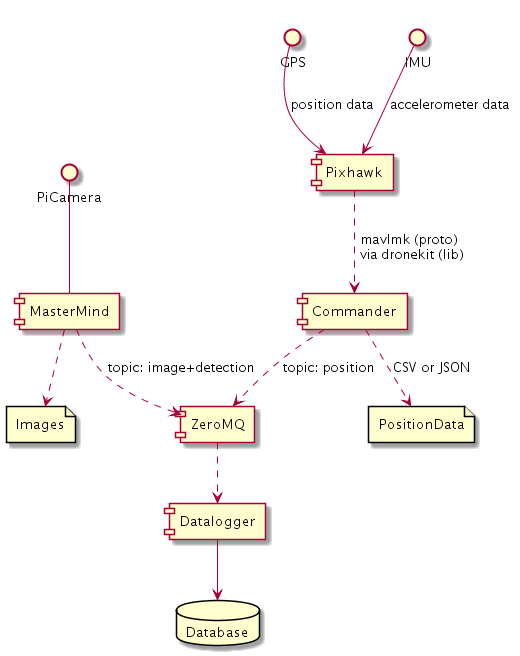 GPS
IMU
position data
accelerometer data
Pixhawk
PiCamera
mavlmk (proto)
via dronekit (lib)
MasterMind
Commander
topic: image+detection
topic: position
CSV or JSON
Images
ZeroMQ
PositionData
Datalogger
Database